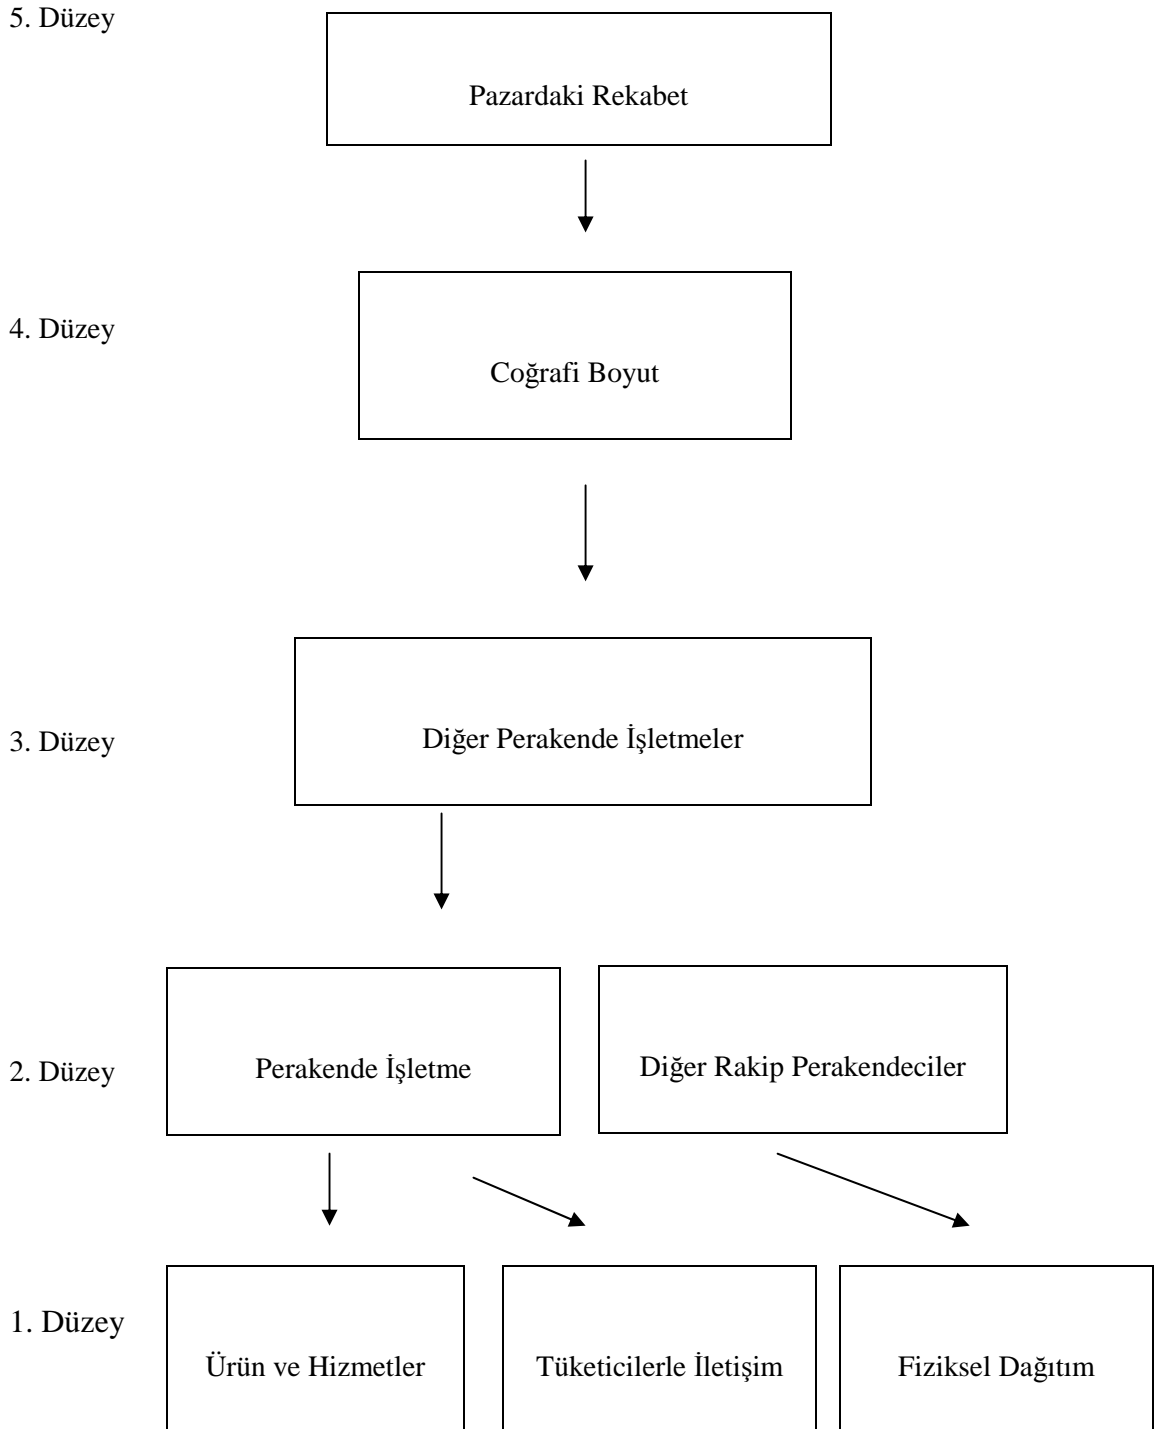 5. Düzey
Pazardaki Rekabet
4. Düzey
Coğrafi Boyut
3. Düzey
Diğer Perakende İşletmeler
2. Düzey
Perakende İşletme
Diğer Rakip Perakendeciler
1. Düzey
Ürün ve Hizmetler
Tüketicilerle İletişim
Fiziksel Dağıtım